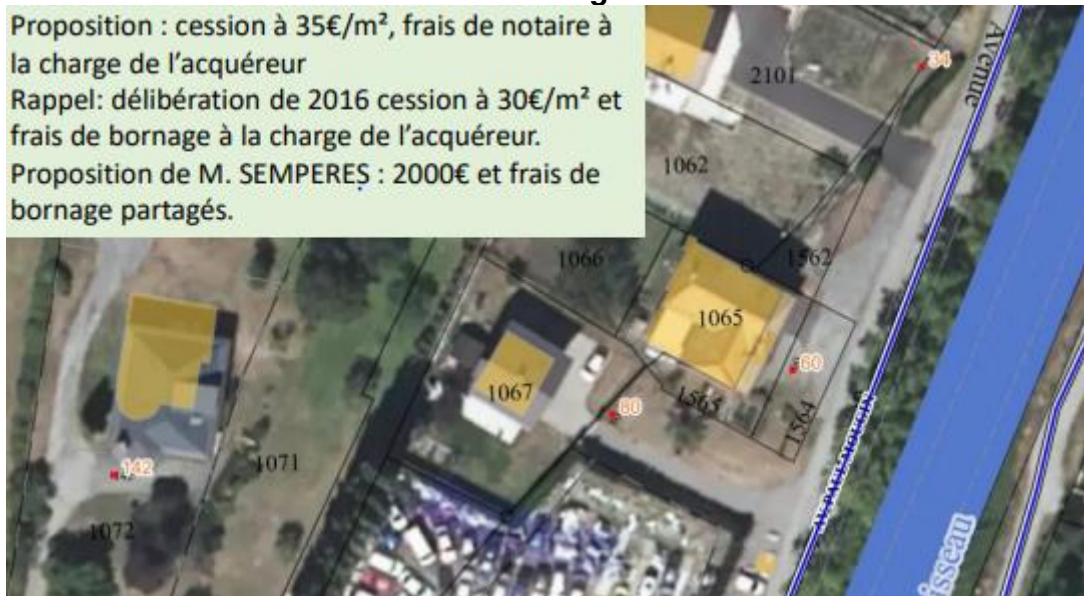 Proposition : cession à 35€/m², frais de notaire à
la charge de l'acquéreur
Rappel: délibération de 2016 cession à 30€/m² et
frais de bornage à la charge de l'acquéreur.
Proposition de M. SEMPERES : 2000€ et frais de
bornage partagés.
Avenue
34
2101
1062
1066
1562
1065
60
1067
1565
1564
80
142
1071
1072
isseau